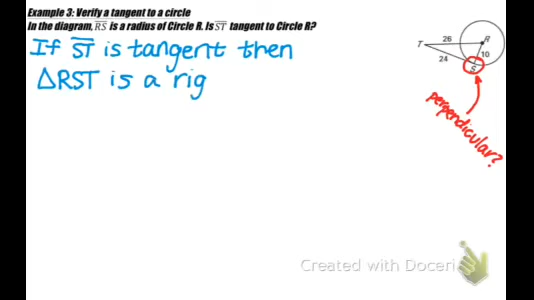 Example 3: Verify a tangent to a circle
In the diagram, RS is a radius of Circle R. Is ST tangent to Circle R?
If ST is tangent then
△RST is a rig
26
R
T
10
24
S
perpendicular?
Created with Doceri